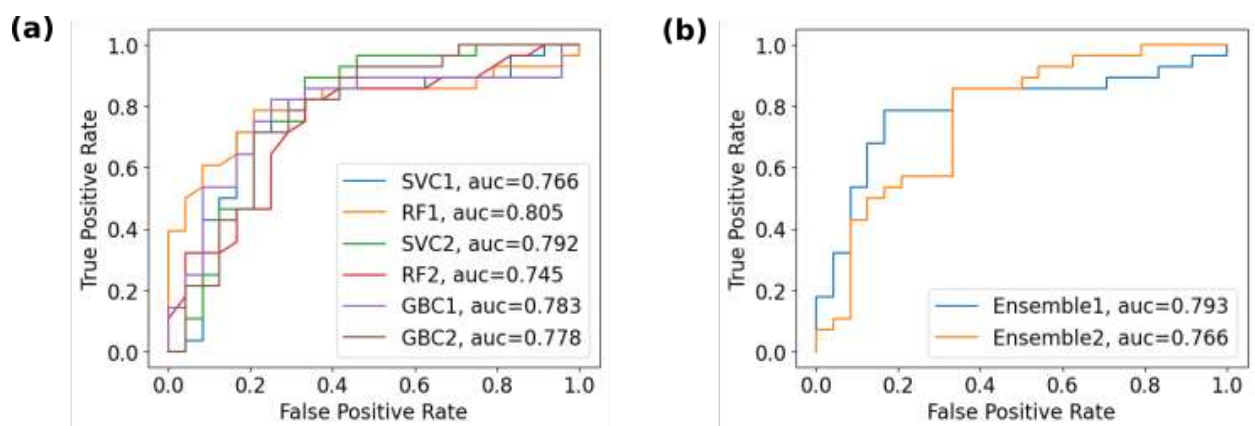 (a)
True Positive Rate
1.0
0.8
0.6
0.4
0.2
0.0
SVC1, auc=0.766
RF1, auc=0.805
SVC2, auc=0.792
RF2, auc=0.745
GBC1, auc=0.783
GBC2, auc=0.778
0.0 0.2 0.4 0.6 0.8 1.0
False Positive Rate
(b)
True Positive Rate
1.0
0.8
0.6
0.4
0.2
0.0
Ensemble1, auc=0.793
Ensemble2, auc=0.766
0.0 0.2 0.4 0.6 0.8 1.0
False Positive Rate